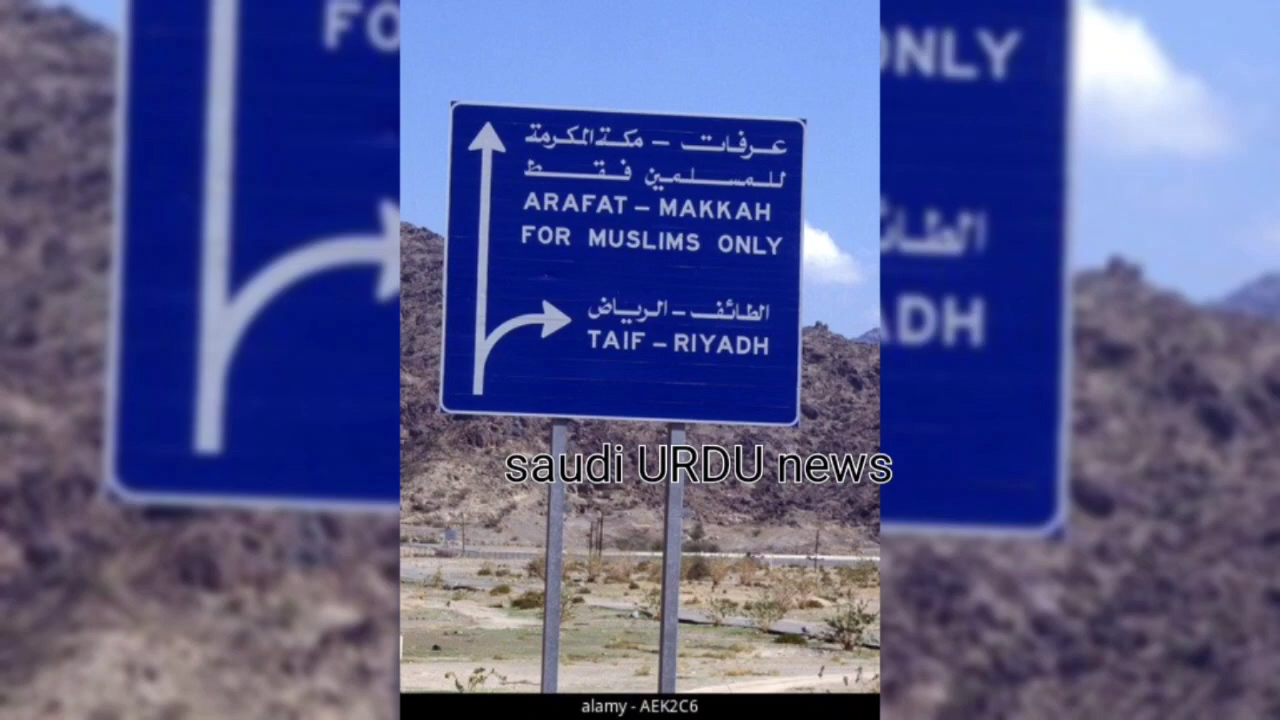 عرفات - مكة المكرمة
للمسلمين فقط
ARAFAT - MAKKAH
FOR MUSLIMS ONLY
الطائف - الرياض
TAIF - RIYADH
saudi URDU news
alamy - AEK2C6